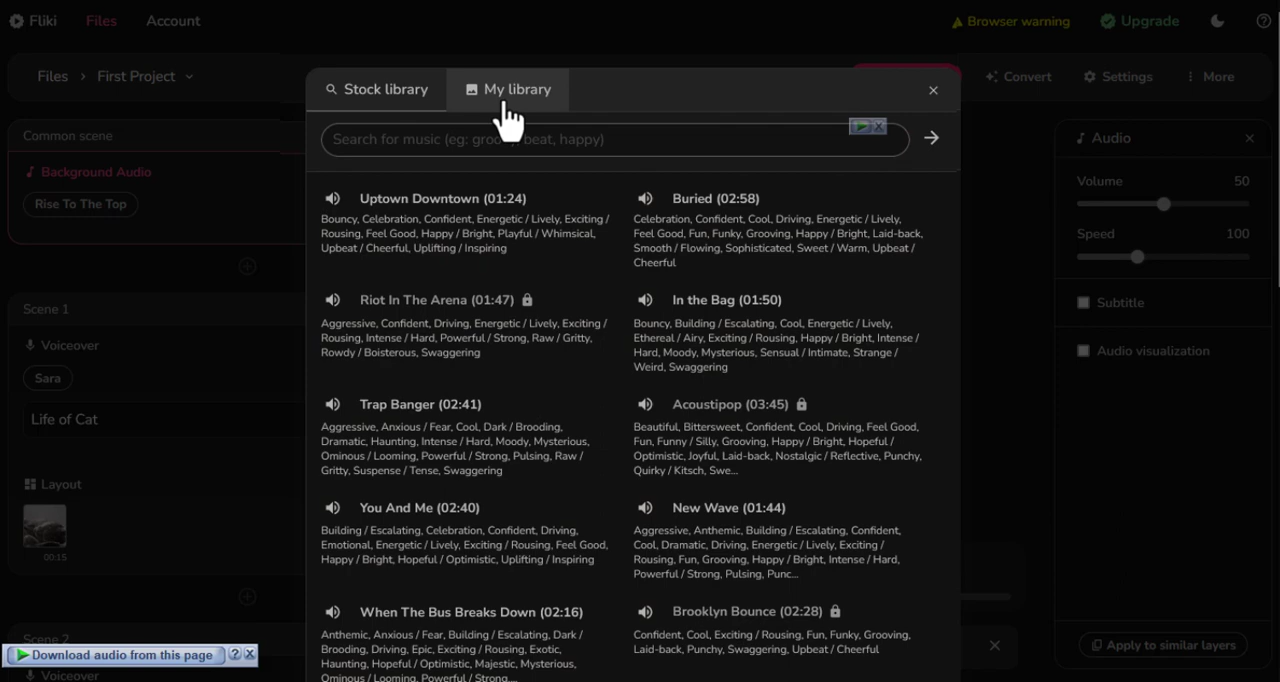 Fliki
Files
Account
Browser warning
Upgrade
Files
First Project
Convert
Settings
More
Stock library
My library
Search for music (eg: groo beat, happy)
Common scene
Background Audio
Rise To The Top
Scene 1
Voiceover
Sara
Life of Cat
Layout
00:15
Scene 2
Voiceover
Download audio from this page
Uptown Downtown (01:24)
Bouncy, Celebration, Confident, Energetic / Lively, Exciting /
Rousing, Feel Good, Happy / Bright, Playful / Whimsical,
Upbeat / Cheerful, Uplifting / Inspiring
Buried (02:58)
Celebration, Confident, Cool, Driving, Energetic / Lively,
Feel Good, Fun, Funky, Grooving, Happy / Bright, Laid-back,
Smooth / Flowing, Sophisticated, Sweet / Warm, Upbeat /
Cheerful
Riot In The Arena (01:47)
Aggressive, Confident, Driving, Energetic / Lively, Exciting /
Rousing, Intense / Hard, Powerful / Strong, Raw / Gritty,
Rowdy / Boisterous, Swaggering
In the Bag (01:50)
Bouncy, Building / Escalating, Cool, Energetic / Lively,
Ethereal / Airy, Exciting / Rousing, Happy / Bright, Intense /
Hard, Moody, Mysterious, Sensual / Intimate, Strange /
Weird, Swaggering
Trap Banger (02:41)
Aggressive, Anxious / Fear, Cool, Dark / Brooding,
Dramatic, Haunting, Intense / Hard, Moody, Mysterious,
Ominous / Looming, Powerful / Strong, Pulsing, Raw /
Gritty, Suspense / Tense, Swaggering
Acoustipop (03:45)
Beautiful, Bittersweet, Confident, Cool, Driving, Feel Good,
Fun, Funny / Silly, Grooving, Happy / Bright, Hopeful /
Optimistic, Joyful, Laid-back, Nostalgic / Reflective, Punchy,
Quirky / Kitsch, Swe...
You And Me (02:40)
Building / Escalating, Celebration, Confident, Driving,
Emotional, Energetic / Lively, Exciting / Rousing, Feel Good,
Happy / Bright, Hopeful / Optimistic, Uplifting / Inspiring
New Wave (01:44)
Aggressive, Anthemic, Building / Escalating, Confident,
Cool, Dramatic, Driving, Energetic / Lively, Exciting /
Rousing, Fun, Grooving, Happy / Bright, Intense / Hard,
Powerful / Strong, Pulsing, Punc...
When The Bus Breaks Down (02:16)
Anthemic, Anxious / Fear, Building / Escalating, Dark /
Brooding, Driving, Epic, Exciting / Rousing, Exotic,
Haunting, Hopeful / Optimistic, Majestic, Mysterious,
Ominous / Looming, Powerful / Strong,...
Brooklyn Bounce (02:28)
Confident, Cool, Exciting / Rousing, Fun, Funky, Grooving,
Laid-back, Punchy, Swaggering, Upbeat / Cheerful
Audio
Volume
50
Speed
100
Subtitle
Audio visualization
Apply to similar layers